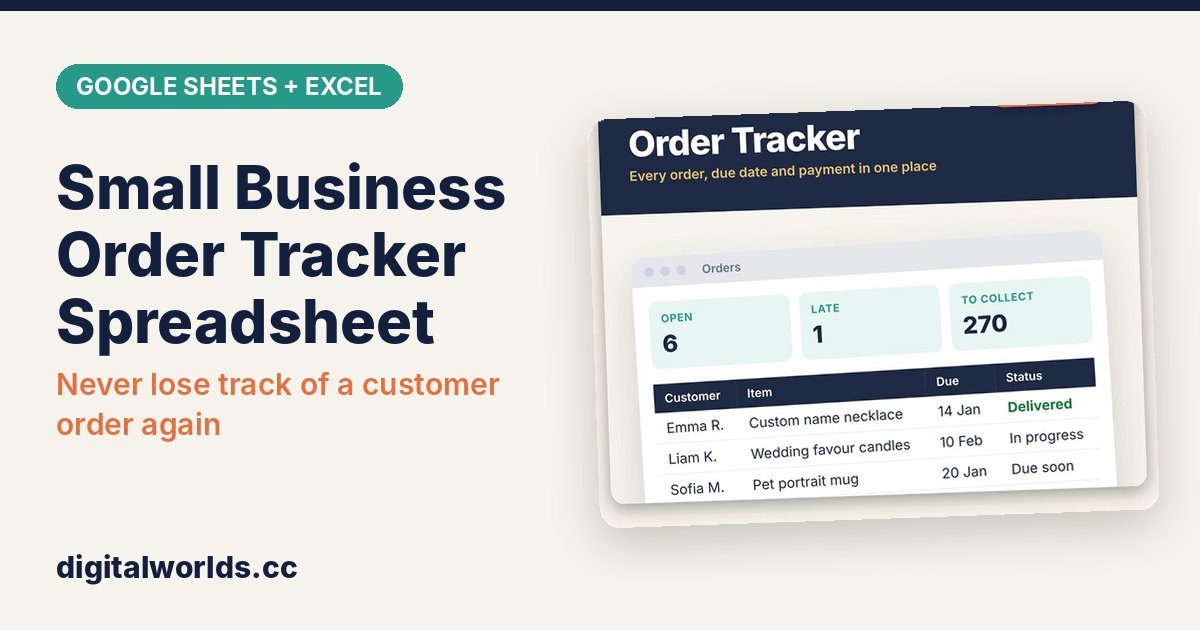 GOOGLE SHEETS + EXCEL
Small Business
Order Tracker
Spreadsheet
Never lose track of a customer
order again
digitalworlds.cc
Order Tracker
Every order, due date and payment in one place
Orders
OPEN
6
LATE
1
TO COLLECT
270
Customer Item Due Status
Emma R. Custom name necklace 14 Jan Delivered
Liam K. Wedding favour candles 10 Feb In progress
Sofia M. Pet portrait mug 20 Jan Due soon